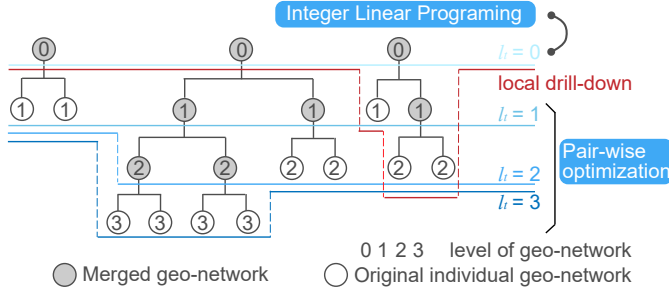 Integer Linear Programing
0 0 0 lt = 0
local drill-down
1 1 1 1 1 1 lt = 1
Pair-wise
optimization
2 2 2 2 2 2 lt = 2
lt = 3
3 3 3 3
0 1 2 3 level of geo-network
Merged geo-network Original individual geo-network